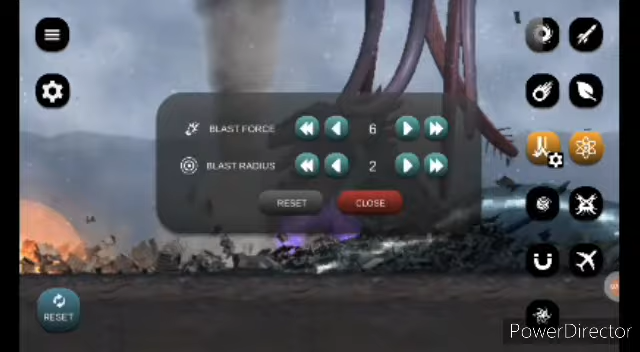 BLAST FORCE 6
BLAST RADIUS 2
RESET CLOSE
RESET
PowerDirector